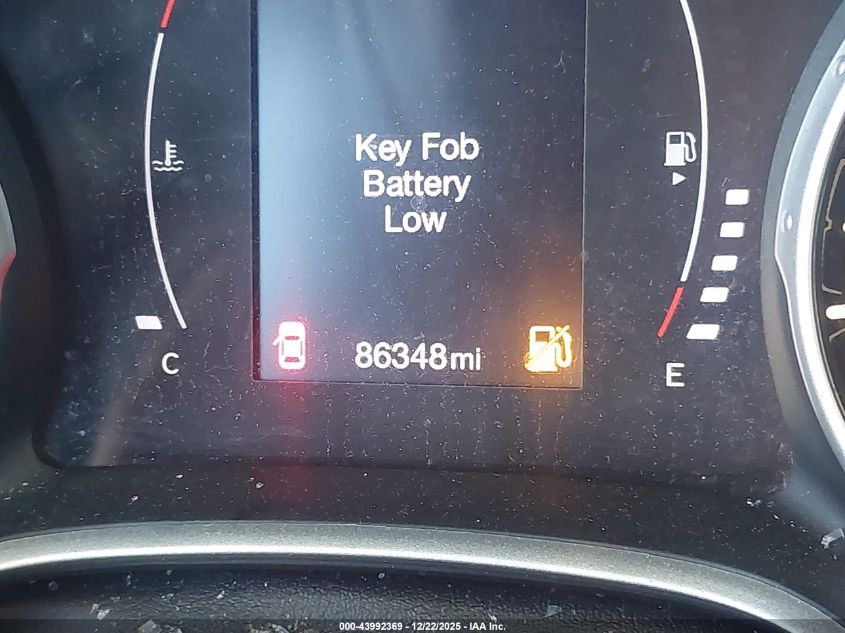 Key Fob
Battery
Low
86348mi
C
E
000-43992369 - 12/22/2025 - IAA Inc.